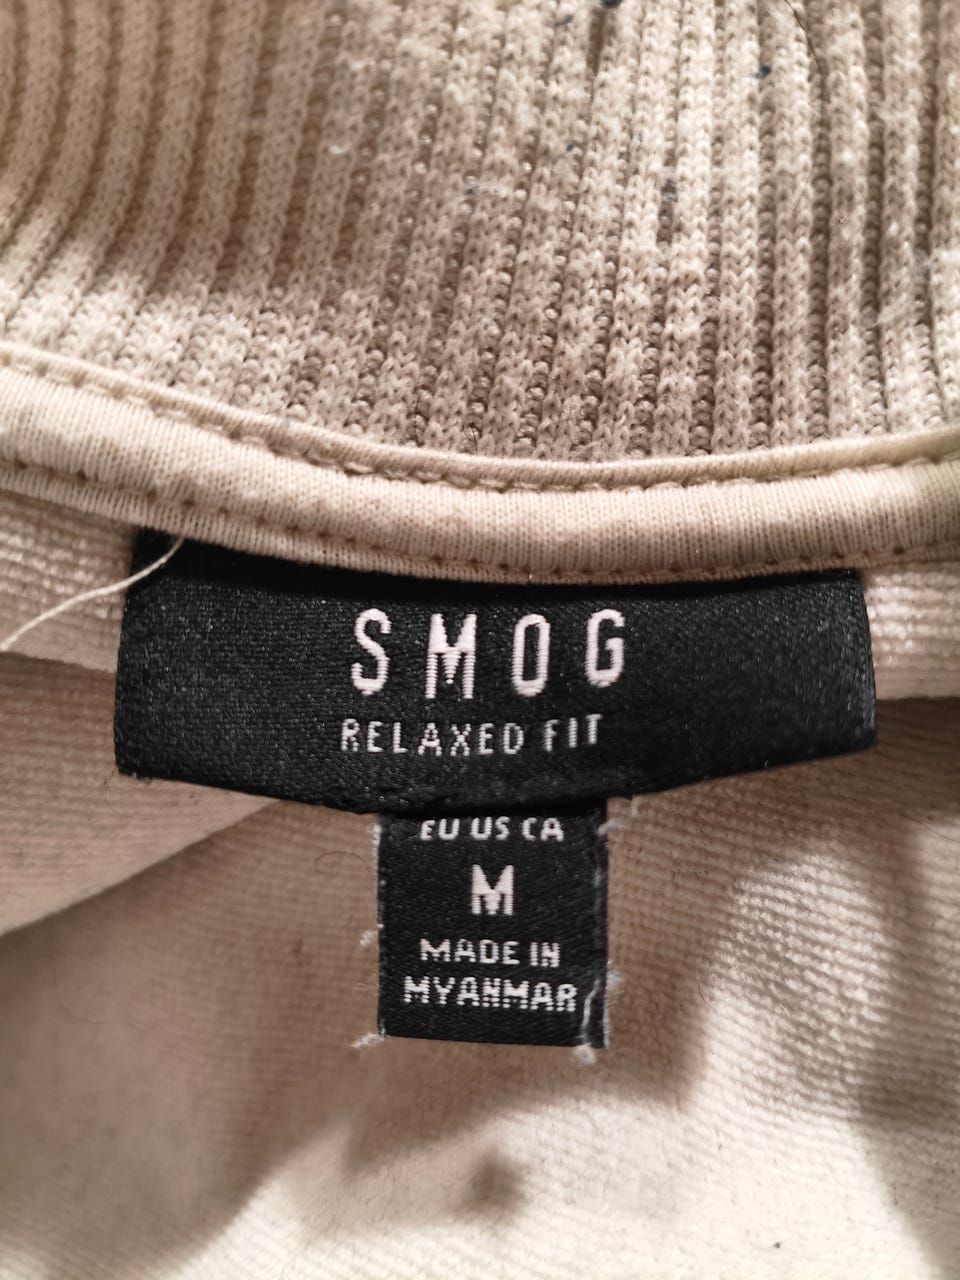 SMOG
RELAXED FIT
EU US CA
M
MADE IN
MYANMAR